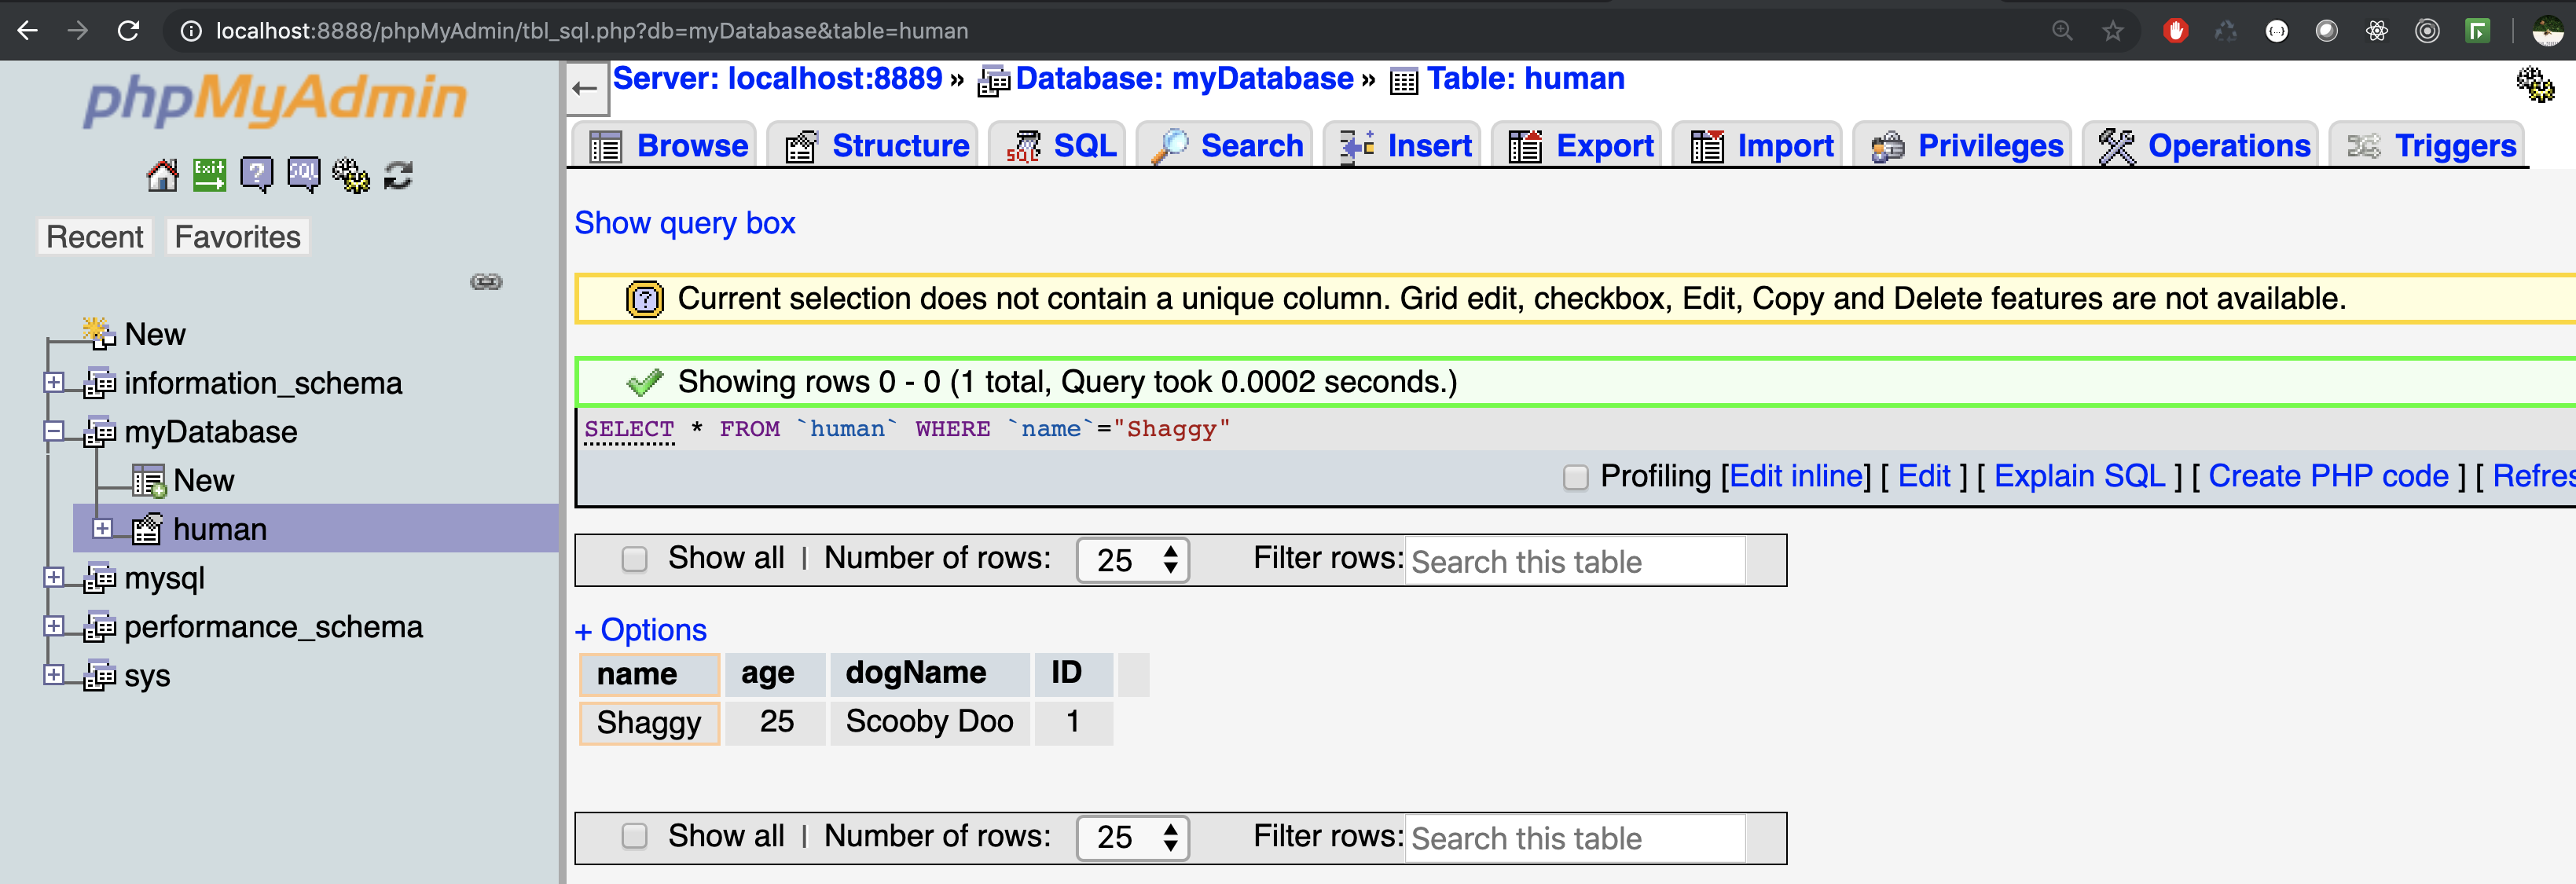 localhost:8888/phpMyAdmin/tbl_sql.php?db=myDatabase&table=human
phpMyAdmin
Recent Favorites
New
information_schema
myDatabase
New
human
mysql
performance_schema
sys
Server: localhost:8889 » Database: myDatabase » Table: human
Browse Structure SQL Search Insert Export Import Privileges Operations Triggers
Show query box
Current selection does not contain a unique column. Grid edit, checkbox, Edit, Copy and Delete features are not available.
Showing rows 0 - 0 (1 total, Query took 0.0002 seconds.)
SELECT * FROM `human` WHERE `name`="Shaggy"
Profiling [Edit inline] [ Edit ] [ Explain SQL ] [ Create PHP code ] [ Refres
Show all | Number of rows: 25 Filter rows: Search this table
+ Options
name age dogName ID
Shaggy 25 Scooby Doo 1
Show all | Number of rows: 25 Filter rows: Search this table